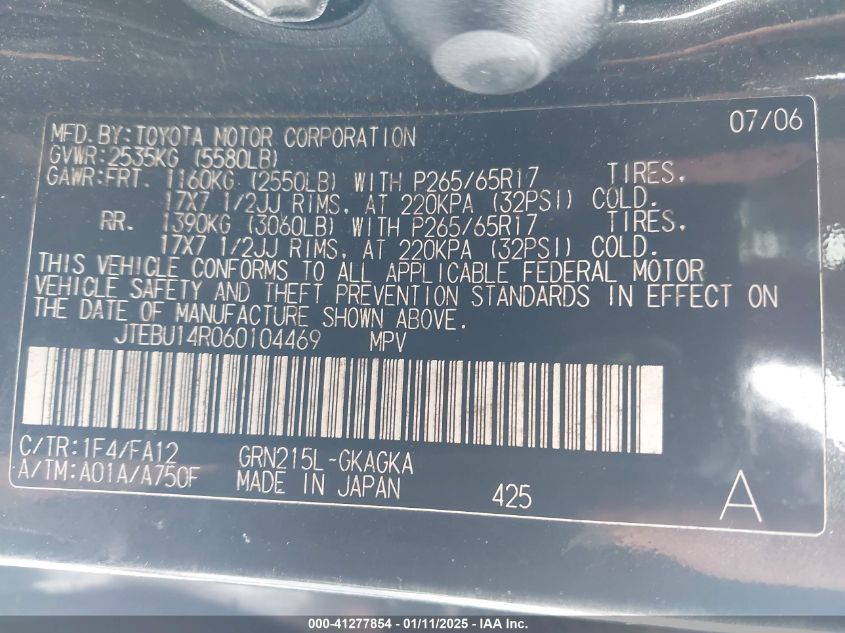 07/06
MFD.BY:TOYOTA MOTOR CORPORATION
GVWR:2535KG (5580LB)
GAWR:FRT. 1160KG (2550LB) WITH P265/65R17 TIRES,
17X7 1/2JJ RIMS, AT 220KPA (32PSI) COLD.
RR. 1390KG (3060LB) WITH P265/65R17 TIRES,
17X7 1/2JJ RIMS, AT 220KPA (32PSI) COLD.
THIS VEHICLE CONFORMS TO ALL APPLICABLE FEDERAL MOTOR
VEHICLE SAFETY AND THEFT PREVENTION STANDARDS IN EFFECT ON
THE DATE OF MANUFACTURE SHOWN ABOVE.
JTEBU14R060104469 MPV
C/TR:1F4/FA12 GRN215L-GKAGKA
A/TM:A01A/A750F MADE IN JAPAN 425 A
000-41277854 - 01/11/2025 - IAA Inc.